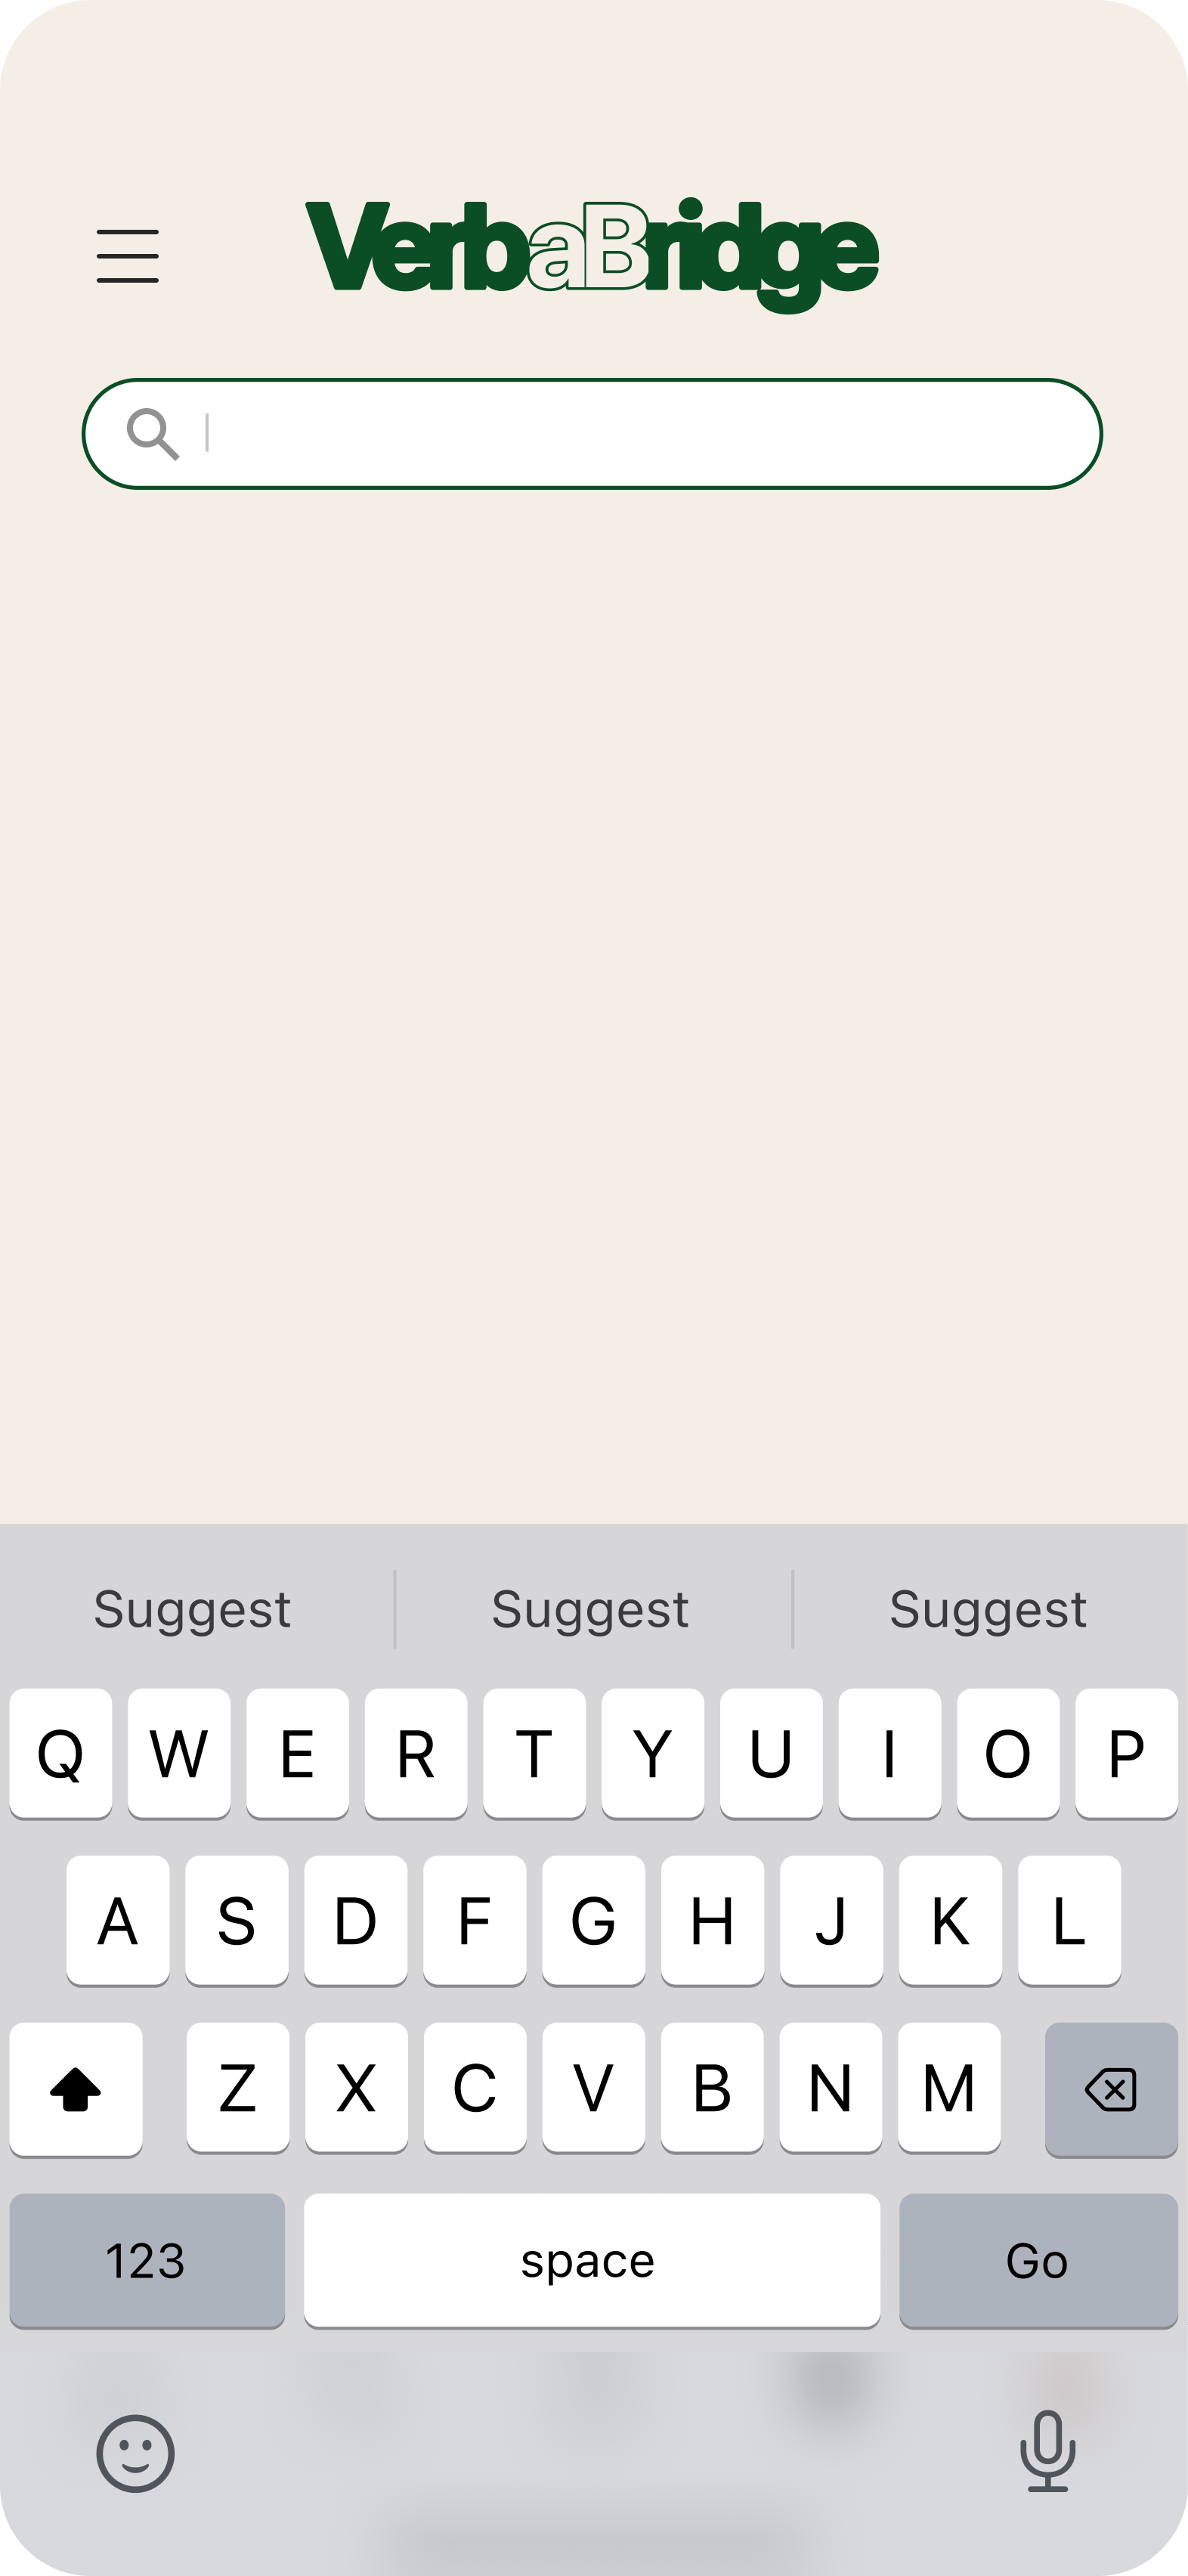 VerbaBridge
Suggest Suggest Suggest
Q W E R T Y U I O P
A S D F G H J K L
Z X C V B N M
123 space Go